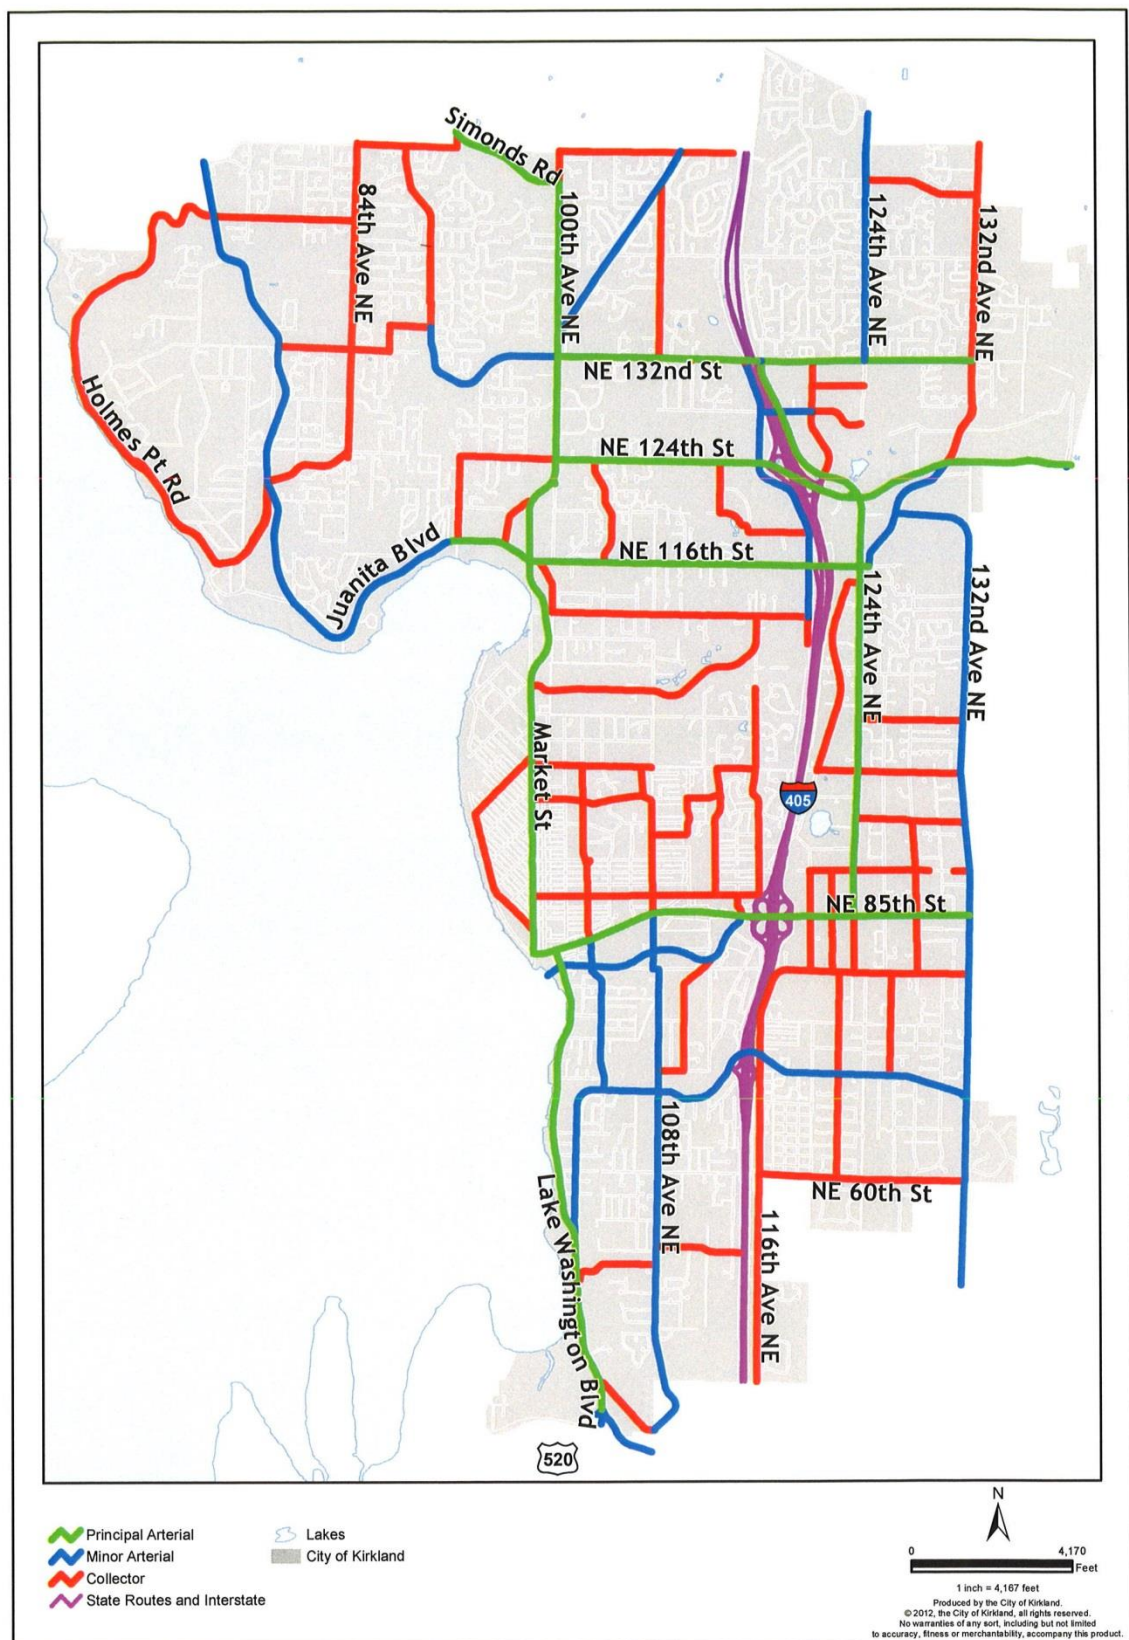 Simonds Rd
84th Ave NE
100th Ave NE
124th Ave NE
132nd Ave NE
NE 132nd St
Holmes Pt Rd
NE 124th St
Juanita Blvd
NE 116th St
124th Ave NE
132nd Ave NE
Market St
405
NE 85th St
108th Ave NE
Lake Washington Blvd
NE 60th St
116th Ave NE
520
Principal Arterial
Minor Arterial
Collector
State Routes and Interstate
Lakes
City of Kirkland
N
0 4,170
Feet
1 inch = 4,167 feet
Produced by the City of Kirkland.
© 2012, the City of Kirkland, all rights reserved.
No warranties of any sort, including but not limited
to accuracy, fitness or merchantability, accompany this product.